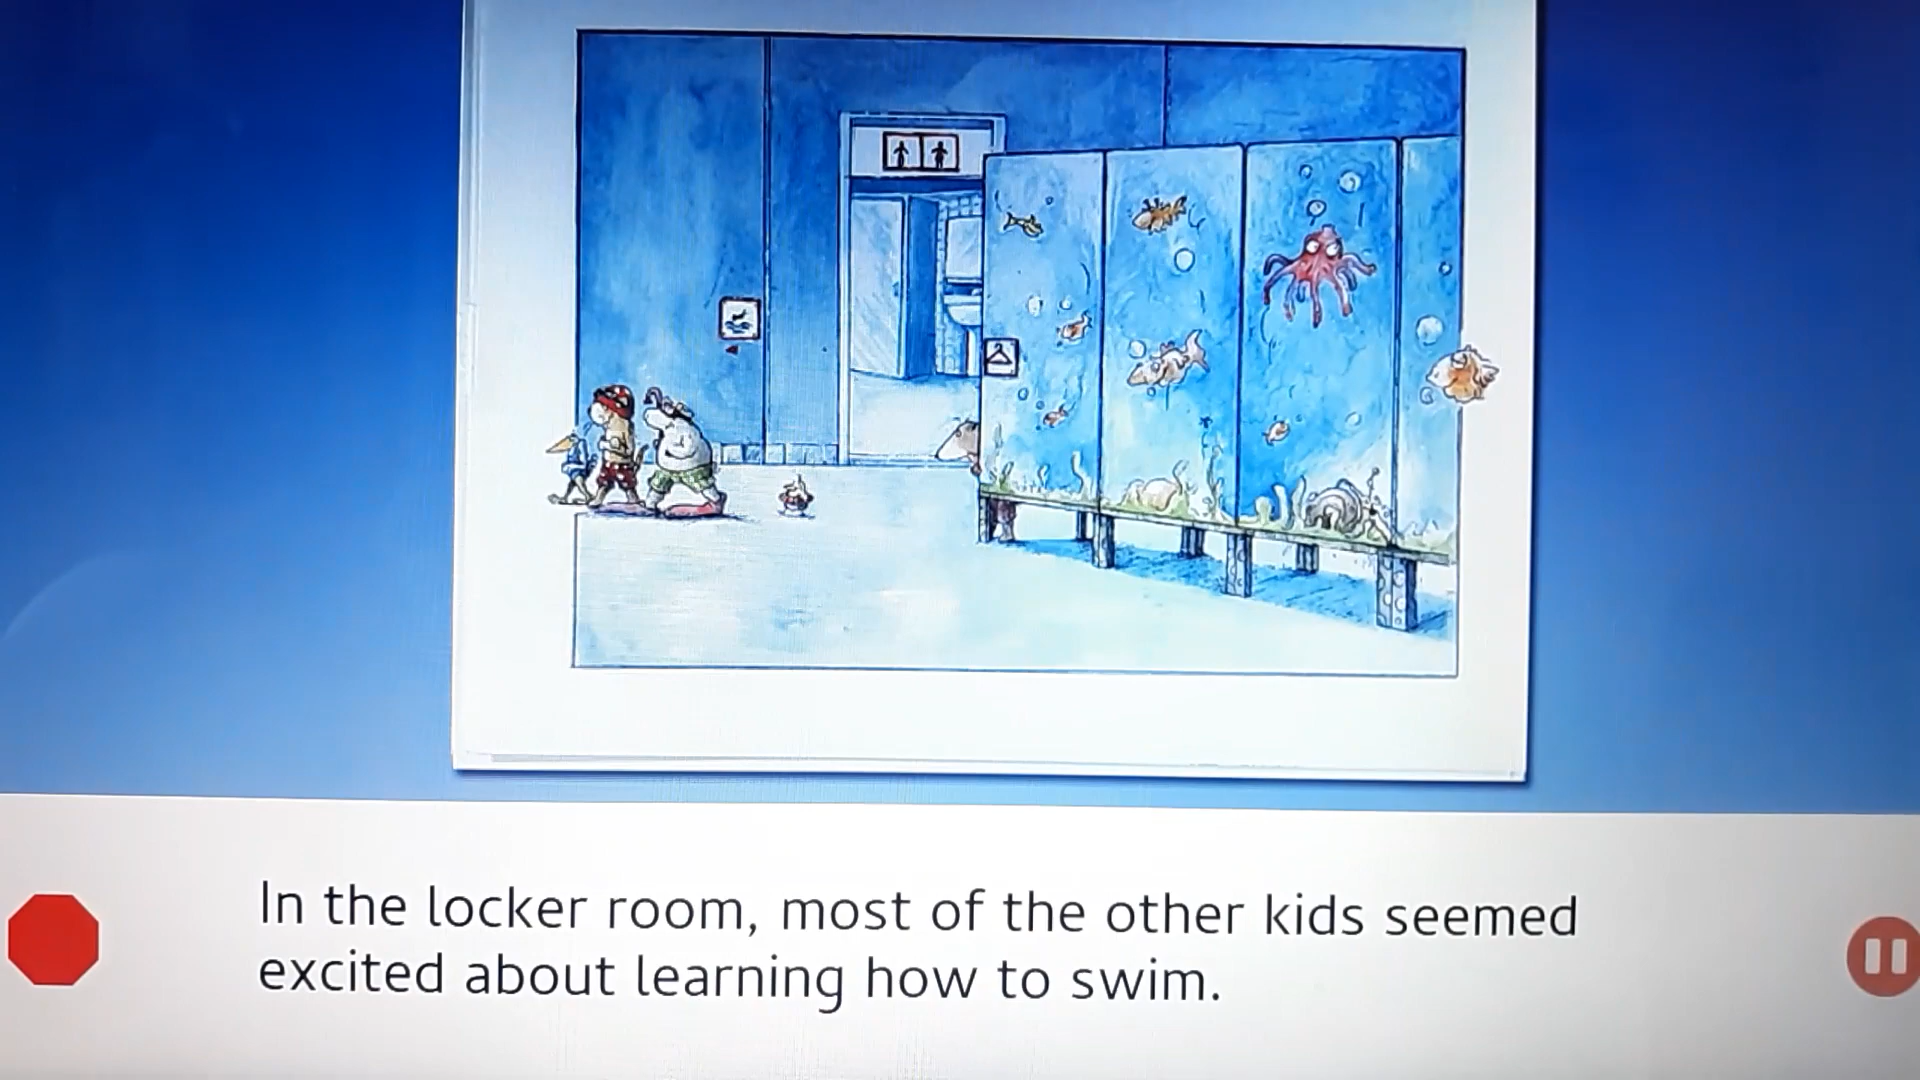 In the locker room, most of the other kids seemed
excited about learning how to swim.